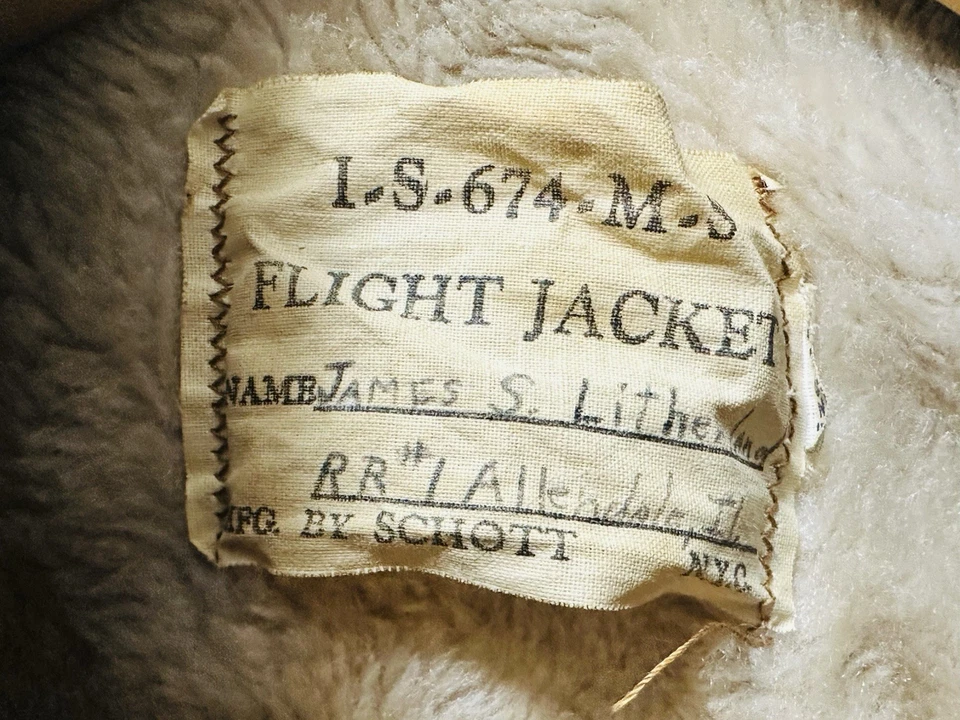 I-S-674-M-S
FLIGHT JACKET
NAME JAMES S. Litherland
RR #1 Allendale IL.
MFG. BY SCHOTT N.Y.C.